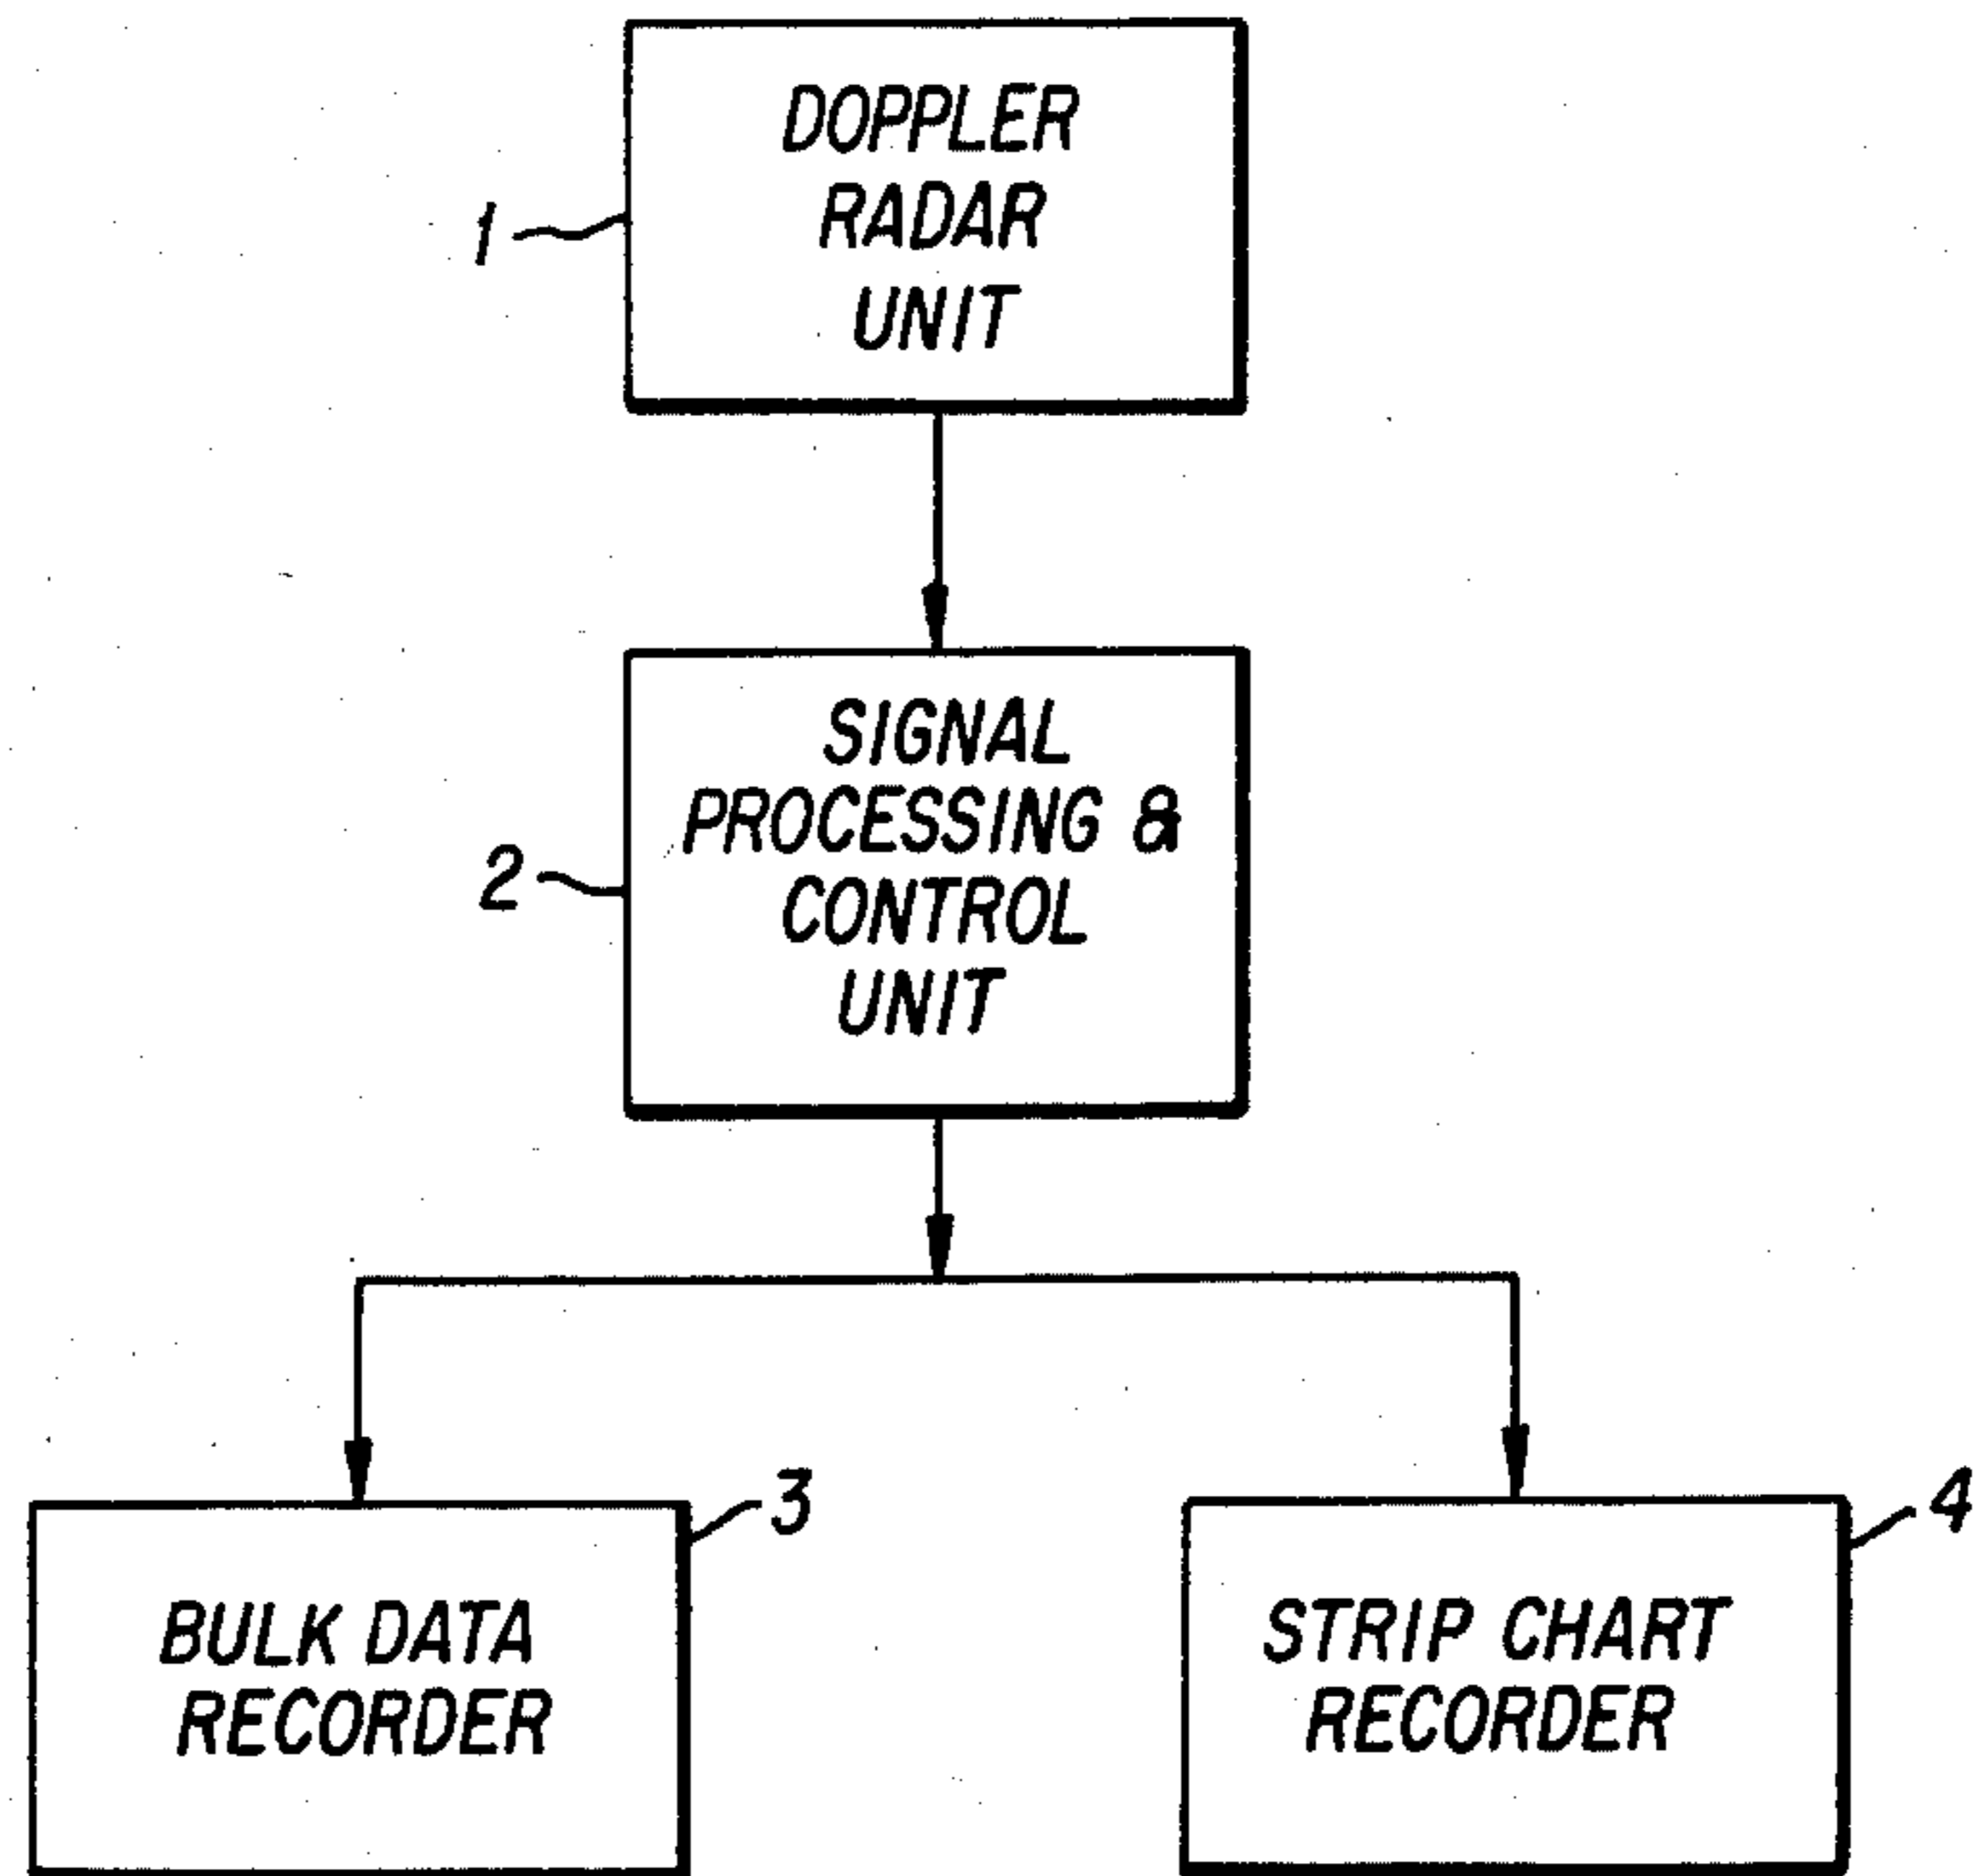 DOPPLER
RADAR
UNIT
1
SIGNAL
PROCESSING &
CONTROL
UNIT
2
3
BULK DATA
RECORDER
4
STRIP CHART
RECORDER